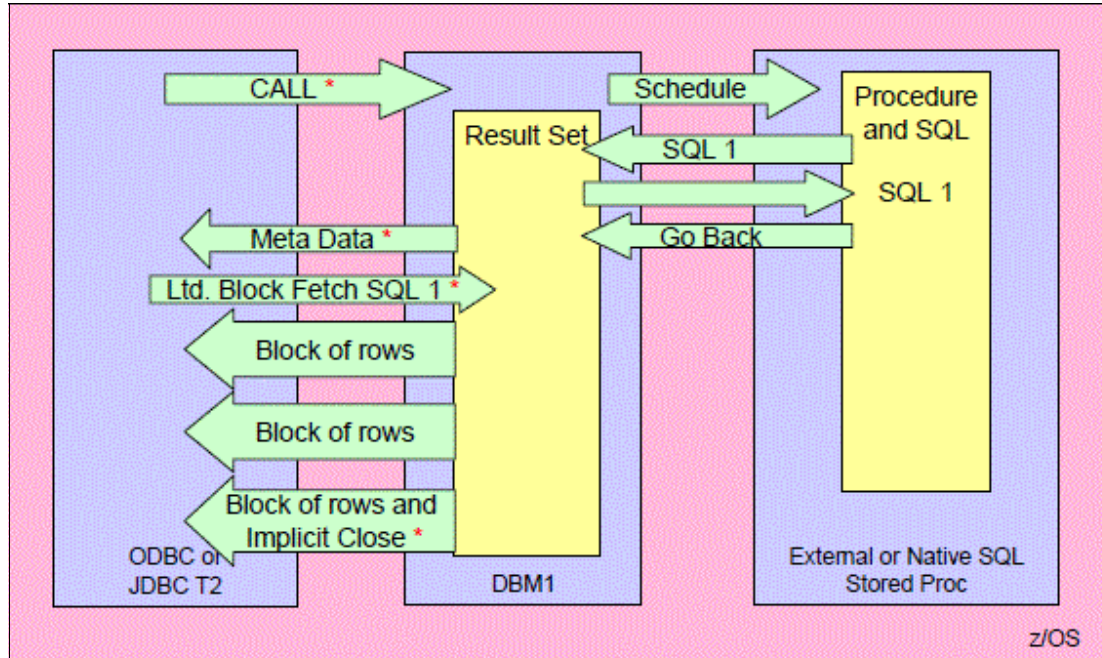 CALL *
Schedule
Procedure
and SQL
Result Set
SQL 1
SQL 1
Meta Data *
Go Back
Ltd. Block Fetch SQL 1 *
Block of rows
Block of rows
Block of rows and
Implicit Close *
ODBC or
JDBC T2
DBM1
External or Native SQL
Stored Proc
z/OS